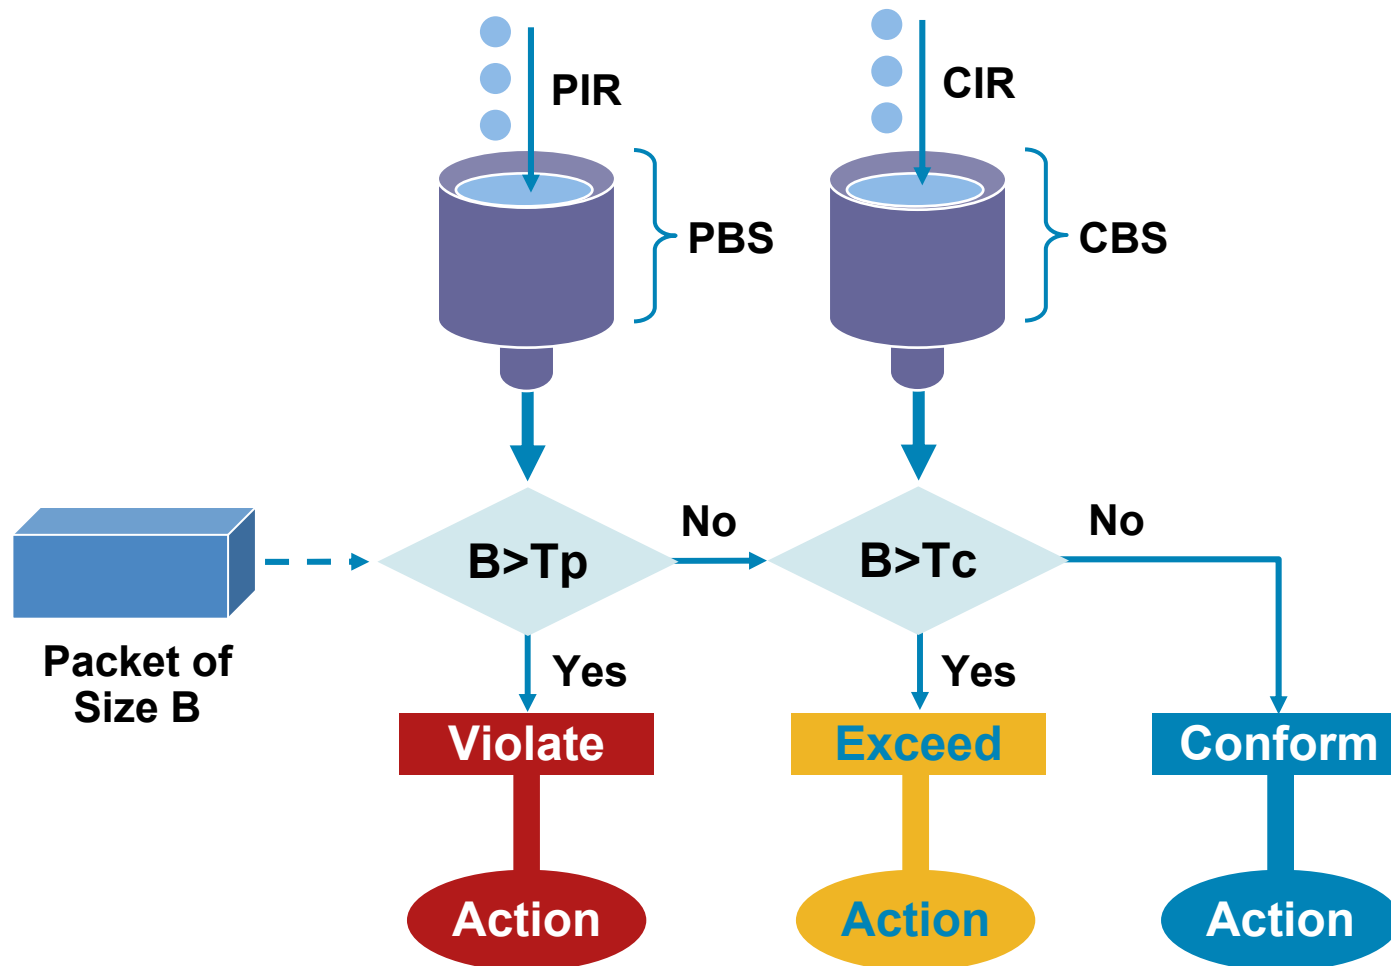 PIR
CIR
PBS
CBS
No
No
B>Tp
B>Tc
Packet of
Size B
Yes
Yes
Violate
Exceed
Conform
Action
Action
Action